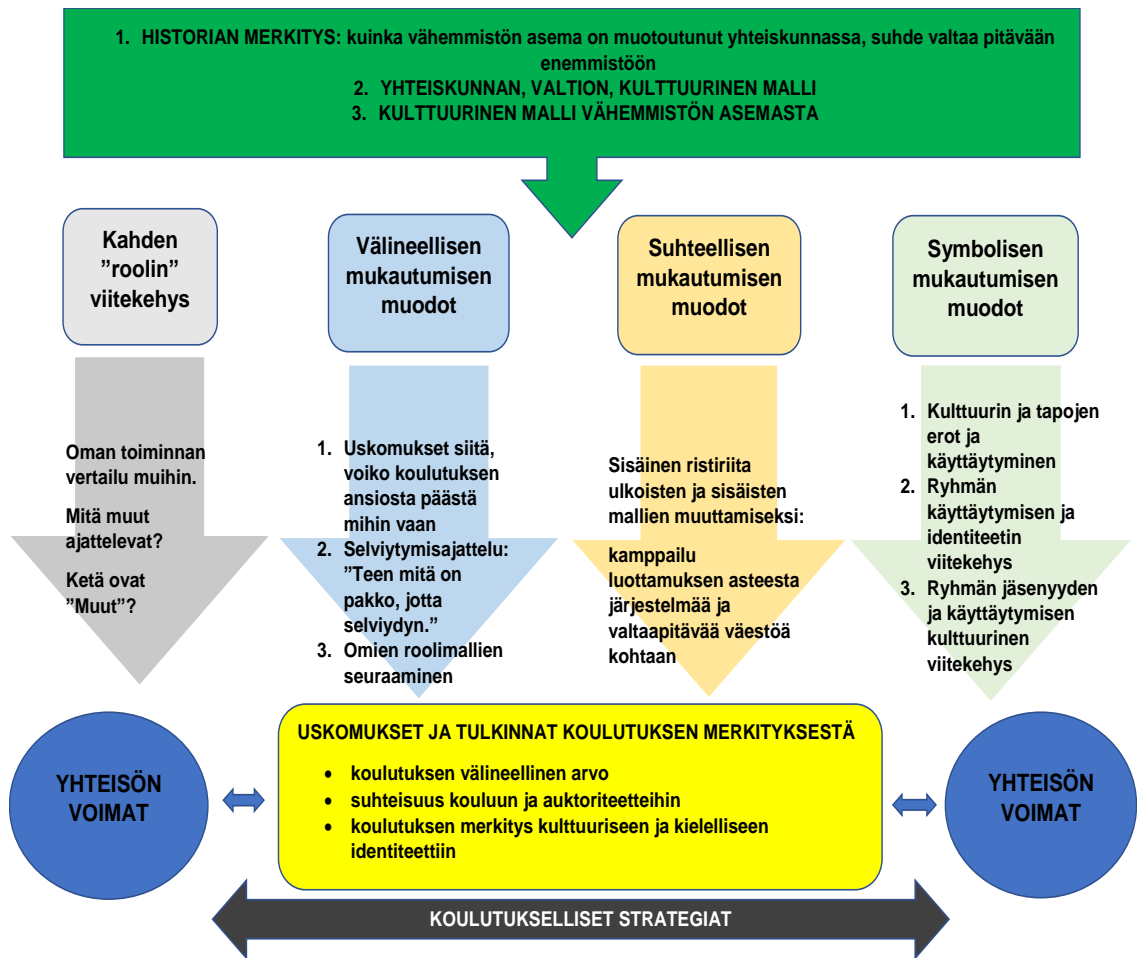 1. HISTORIAN MERKITYS: kuinka vähemmistön asema on muotoutunut yhteiskunnassa, suhde valtaa pitävään
enemmistöön
2. YHTEISKUNNAN, VALTION, KULTTUURINEN MALLI
3. KULTTUURINEN MALLI VÄHEMMISTÖN ASEMASTA
Kahden
”roolin”
viitekehys
Välineellisen
mukautumisen
muodot
Suhteellisen
mukautumisen
muodot
Symbolisen
mukautumisen
muodot
Oman toiminnan
vertailu muihin.
Mitä muut
ajattelevat?
Ketä ovat
”Muut”?
1. Uskomukset siitä,
voiko koulutuksen
ansiosta päästä
mihin vaan
2. Selviytymisajattelu:
”Teen mitä on
pakko, jotta
selviydyn.”
3. Omien roolimallien
seuraaminen
Sisäinen ristiriita
ulkoisten ja sisäisten
mallien muuttamiseksi:
kamppailu
luottamuksen asteesta
järjestelmää ja
valtaapitävää väestöä
kohtaan
1. Kulttuurin ja tapojen
erot ja
käyttäytyminen
2. Ryhmän
käyttäytymisen ja
identiteetin
viitekehys
3. Ryhmän jäsenyyden
ja käyttäytymisen
kulttuurinen
viitekehys
YHTEISÖN
VOIMAT
USKOMUKSET JA TULKINNAT KOULUTUKSEN MERKITYKSESTÄ
• koulutuksen välineellinen arvo
• suhteisuus kouluun ja auktoriteetteihin
• koulutuksen merkitys kulttuuriseen ja kielelliseen
identiteettiin
YHTEISÖN
VOIMAT
KOULUTUKSELLISET STRATEGIAT